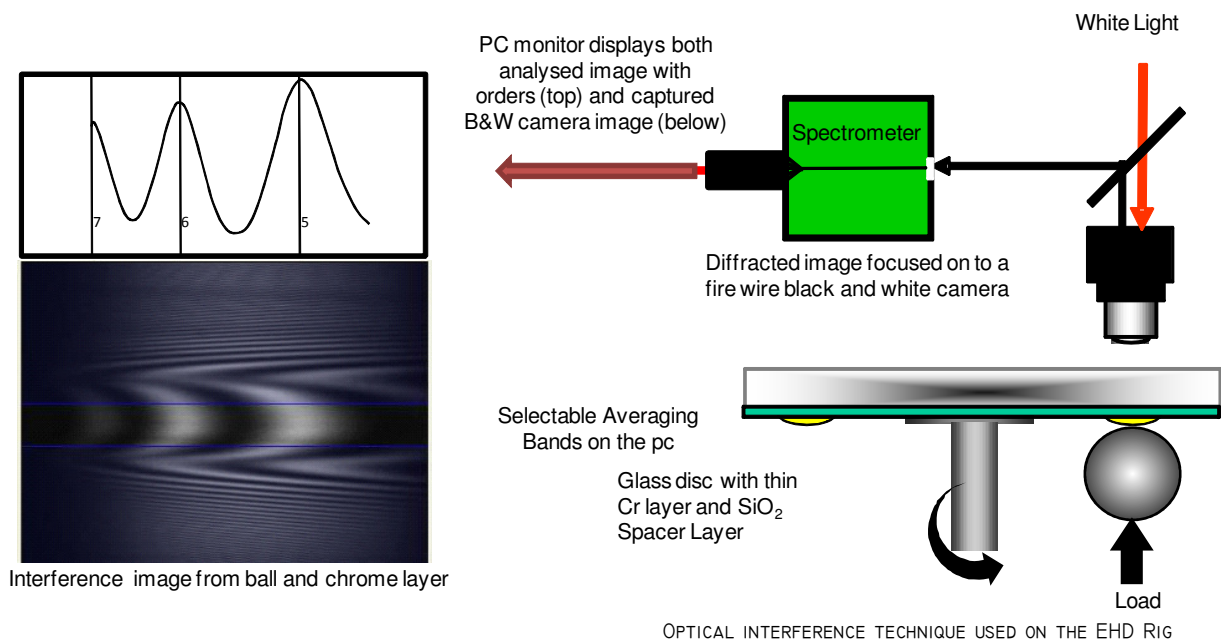 White Light
PC monitor displays both
analysed image with
orders (top) and captured
B&W camera image (below)
Spectrometer
7
6
5
Diffracted image focused on to a
fire wire black and white camera
Selectable Averaging
Bands on the pc
Glass disc with thin
Cr layer and SiO₂
Spacer Layer
Interference image from ball and chrome layer
Load
OPTICAL INTERFERENCE TECHNIQUE USED ON THE EHD RIG